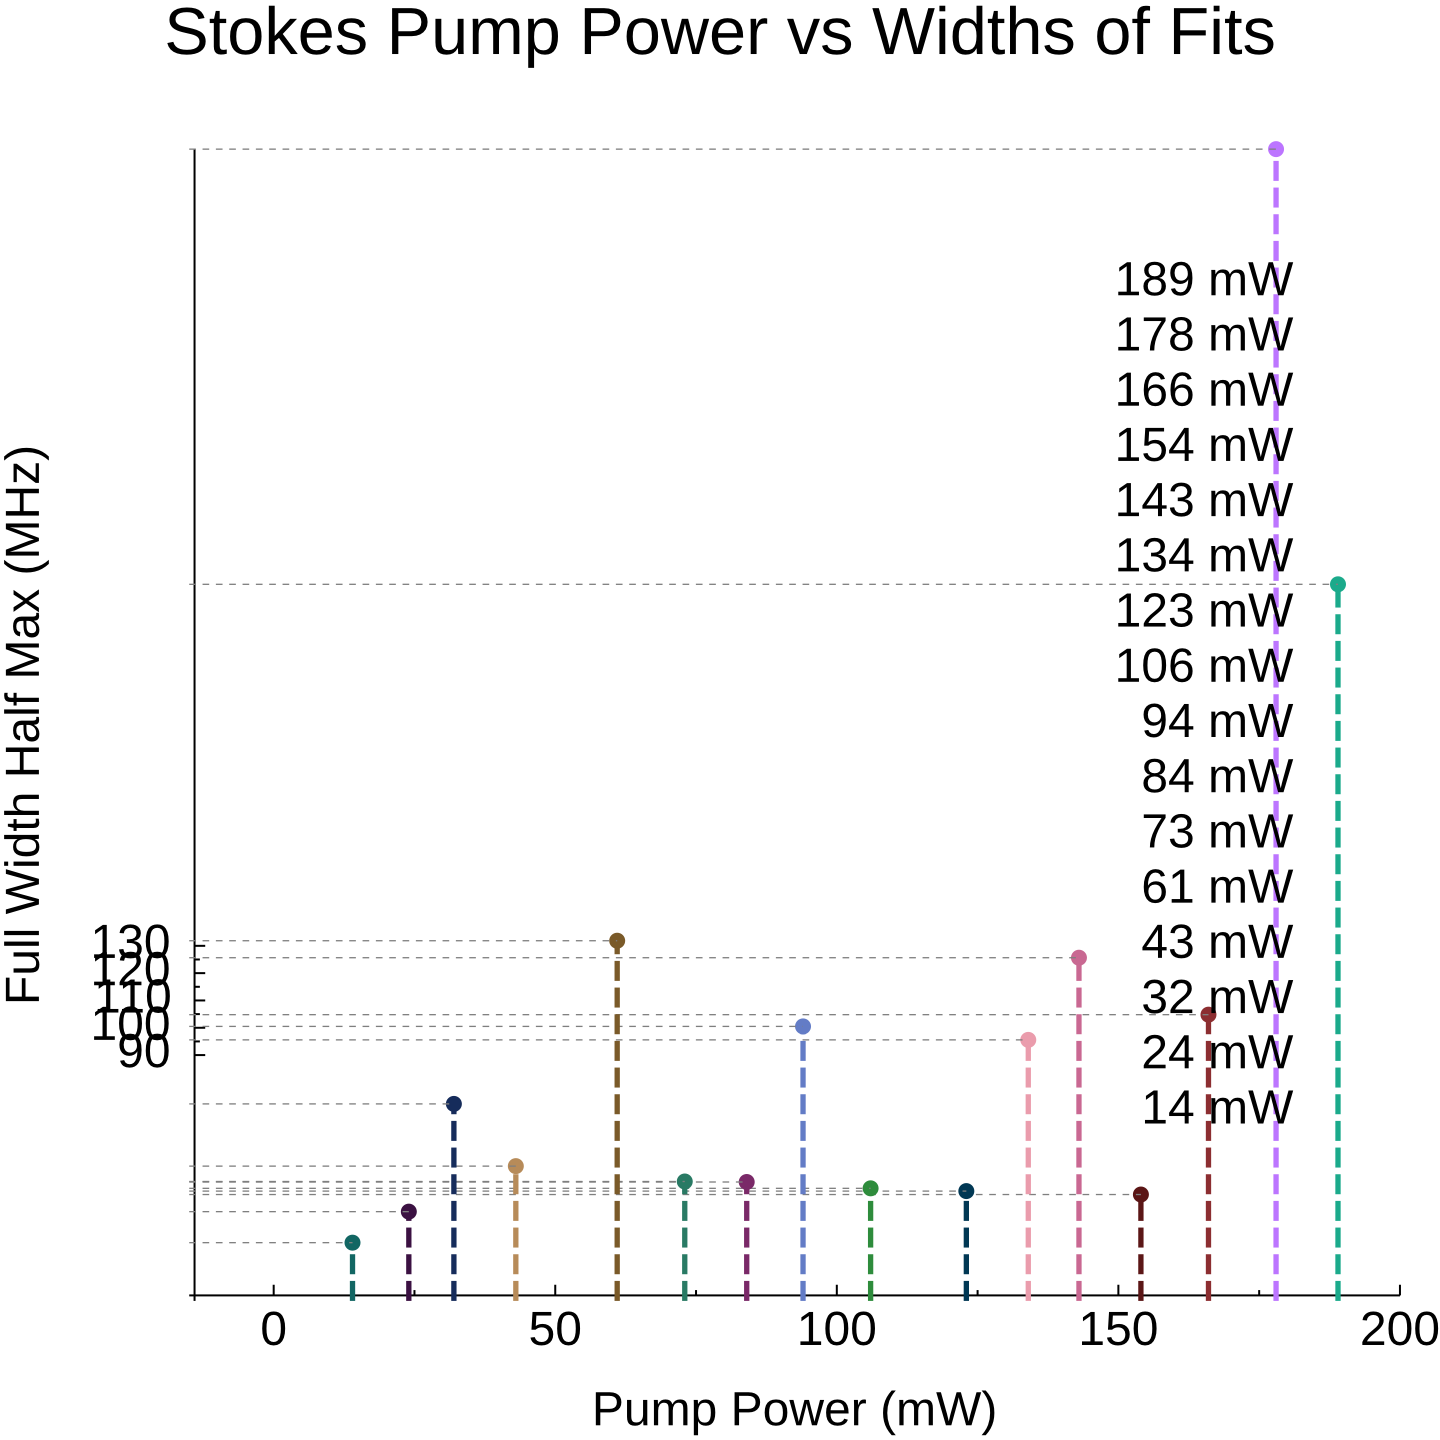 Stokes Pump Power vs Widths of Fits
189 mW
178 mW
166 mW
154 mW
143 mW
134 mW
123 mW
106 mW
94 mW
84 mW
73 mW
61 mW
43 mW
32 mW
24 mW
14 mW
Full Width Half Max (MHz)
130
120
110
100
90
0 50 100 150 200
Pump Power (mW)